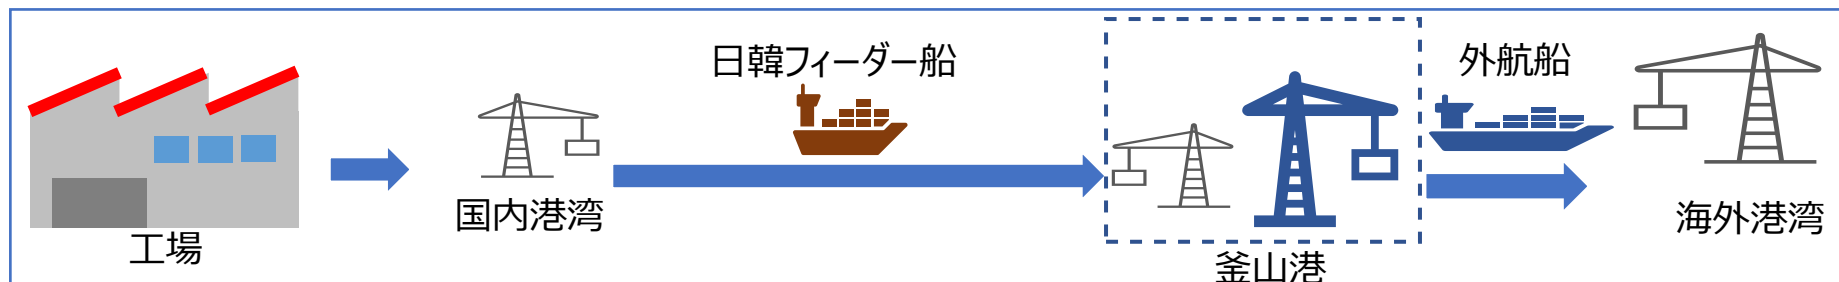 工場
国内港湾
日韓フィーダー船
釜山港
外航船
海外港湾